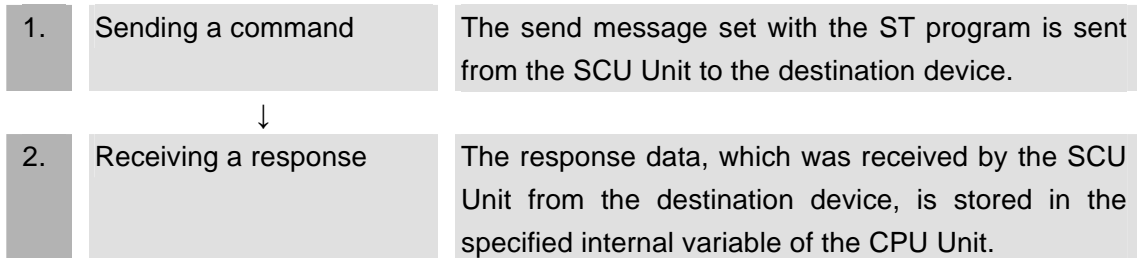 1. Sending a command The send message set with the ST program is sent
from the SCU Unit to the destination device.
↓
2. Receiving a response The response data, which was received by the SCU
Unit from the destination device, is stored in the
specified internal variable of the CPU Unit.